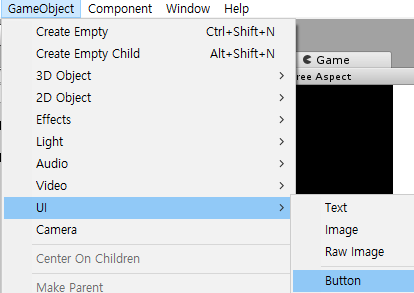 GameObject Component Window Help
Create Empty Ctrl+Shift+N
Create Empty Child Alt+Shift+N
3D Object
2D Object
Effects
Light
Audio
Video
UI
Camera
Center On Children
Make Parent
Game
ree Aspect
Text
Image
Raw Image
Button